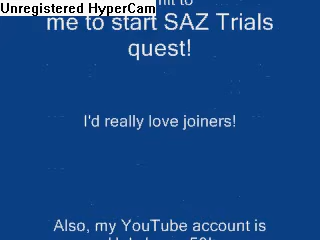 Unregistered HyperCam
me to start SAZ Trials
quest!
I'd really love joiners!
Also, my YouTube account is